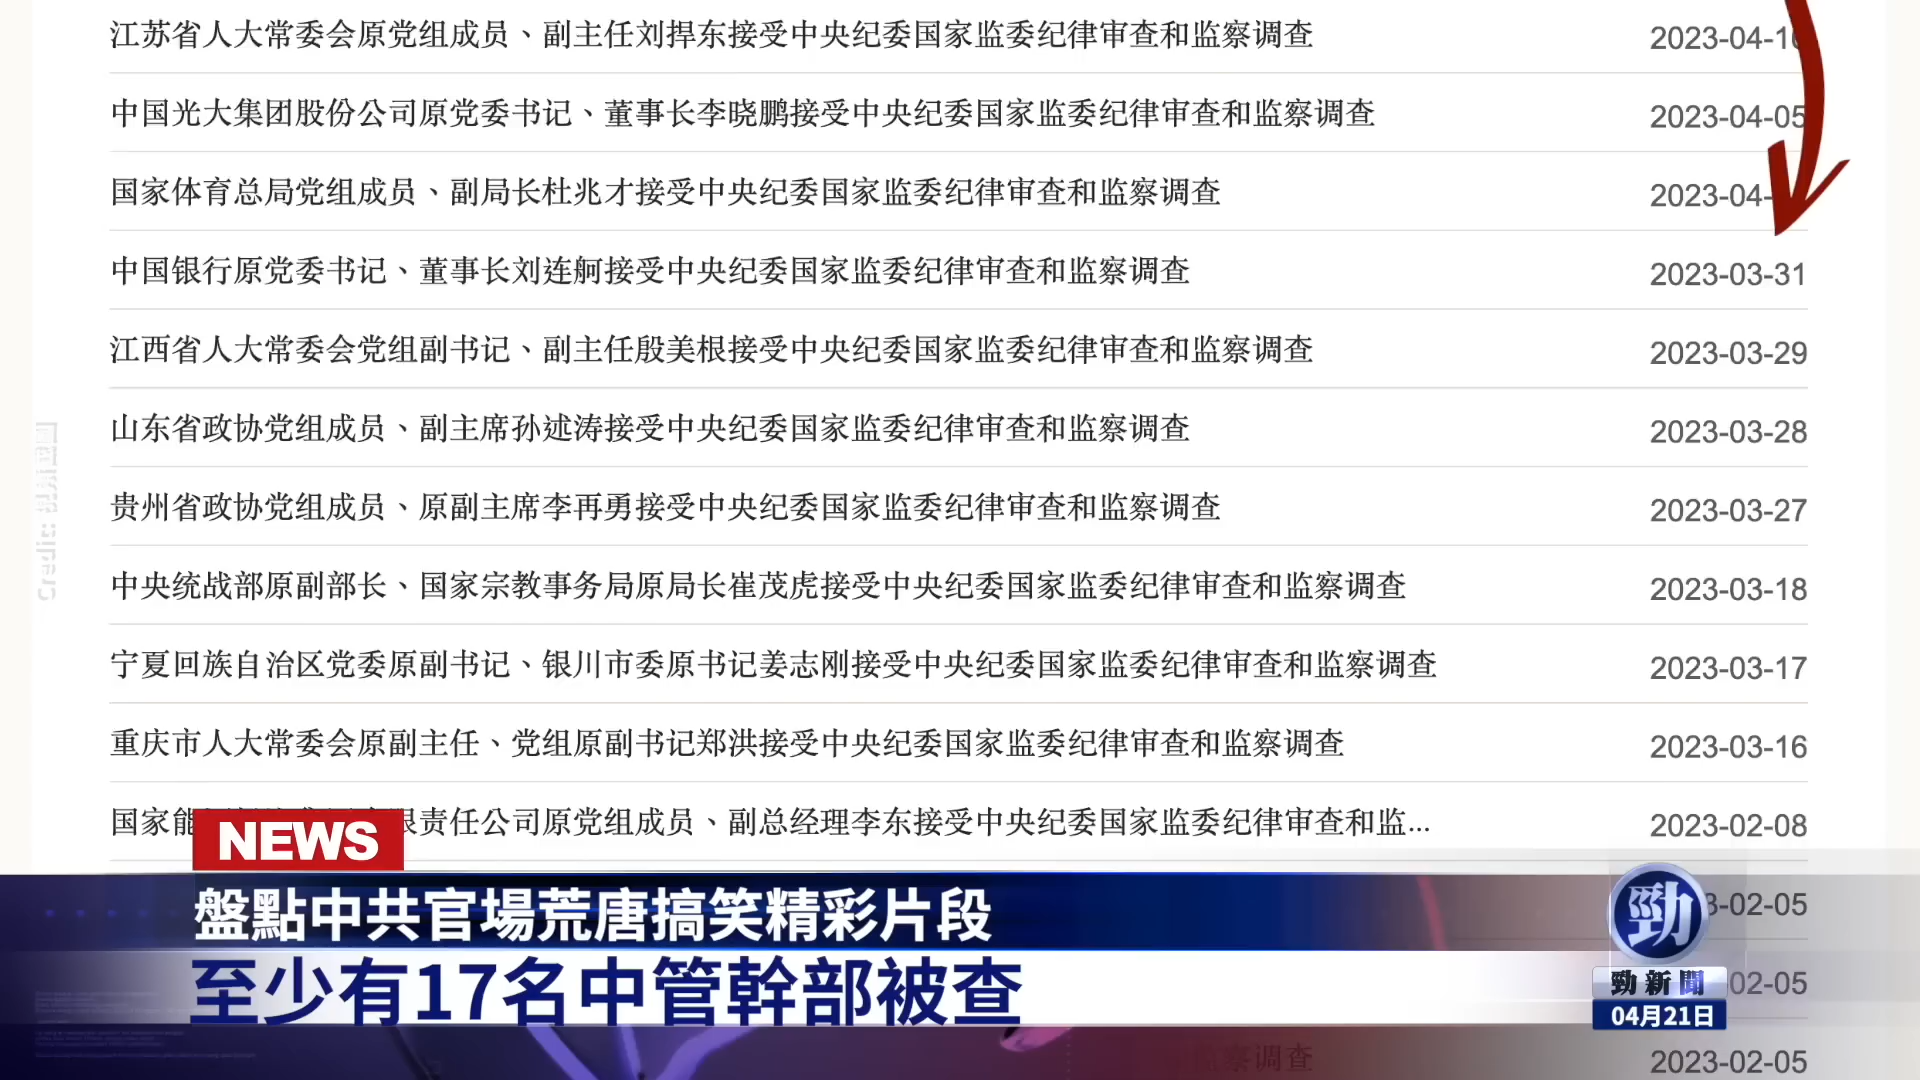 江苏省人大常委会原党组成员、副主任刘捍东接受中央纪委国家监委纪律审查和监察调查 2023-04-1
中国光大集团股份公司原党委书记、董事长李晓鹏接受中央纪委国家监委纪律审查和监察调查 2023-04-05
国家体育总局党组成员、副局长杜兆才接受中央纪委国家监委纪律审查和监察调查 2023-04-
中国银行原党委书记、董事长刘连舸接受中央纪委国家监委纪律审查和监察调查 2023-03-31
江西省人大常委会党组副书记、副主任殷美根接受中央纪委国家监委纪律审查和监察调查 2023-03-29
山东省政协党组成员、副主席孙述涛接受中央纪委国家监委纪律审查和监察调查 2023-03-28
贵州省政协党组成员、原副主席李再勇接受中央纪委国家监委纪律审查和监察调查 2023-03-27
中央统战部原副部长、国家宗教事务局原局长崔茂虎接受中央纪委国家监委纪律审查和监察调查 2023-03-18
宁夏回族自治区党委原副书记、银川市委原书记姜志刚接受中央纪委国家监委纪律审查和监察调查 2023-03-17
重庆市人大常委会原副主任、党组原副书记郑洪接受中央纪委国家监委纪律审查和监察调查 2023-03-16
国家能 限责任公司原党组成员、副总经理李东接受中央纪委国家监委纪律审查和监... 2023-02-08
NEWS
盤點中共官場荒唐搞笑精彩片段
至少有17名中管幹部被查
勁
勁新聞
04月21日
-02-05
02-05
监察调查 2023-02-05
Credit: